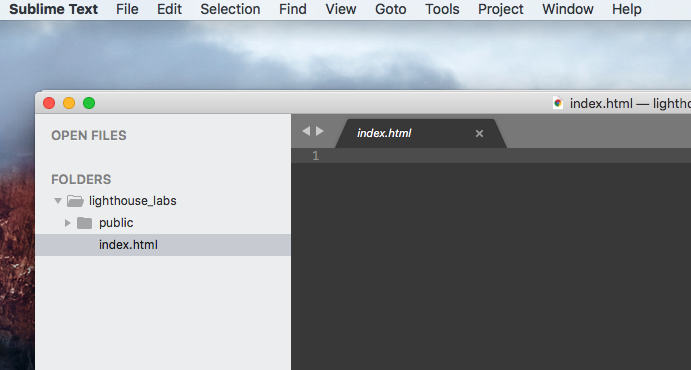 Sublime Text File Edit Selection Find View Goto Tools Project Window Help
index.html — lightho
OPEN FILES
index.html ×
1
FOLDERS
lighthouse_labs
public
index.html